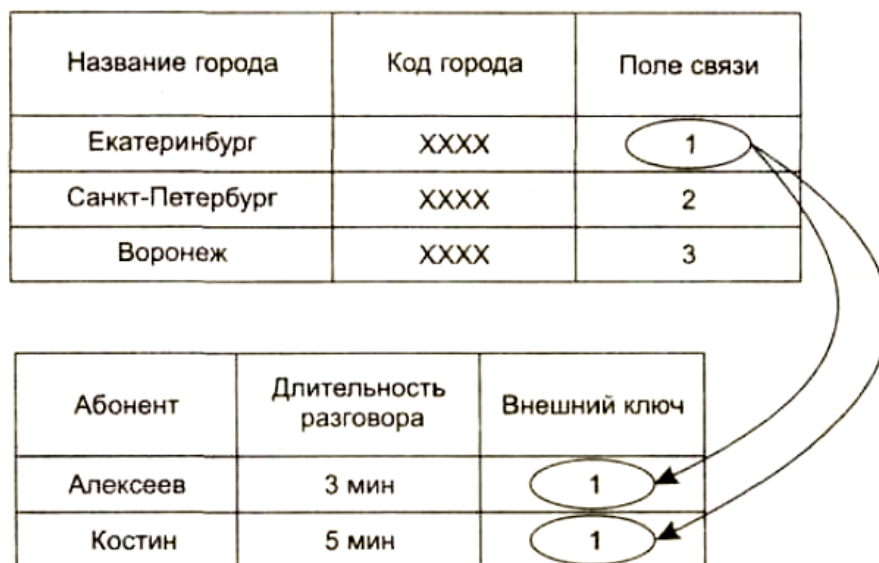 Название города Код города Поле связи
Екатеринбург XXXX 1
Санкт-Петербург XXXX 2
Воронеж XXXX 3
Абонент Длительность разговора Внешний ключ
Алексеев 3 мин 1
Костин 5 мин 1